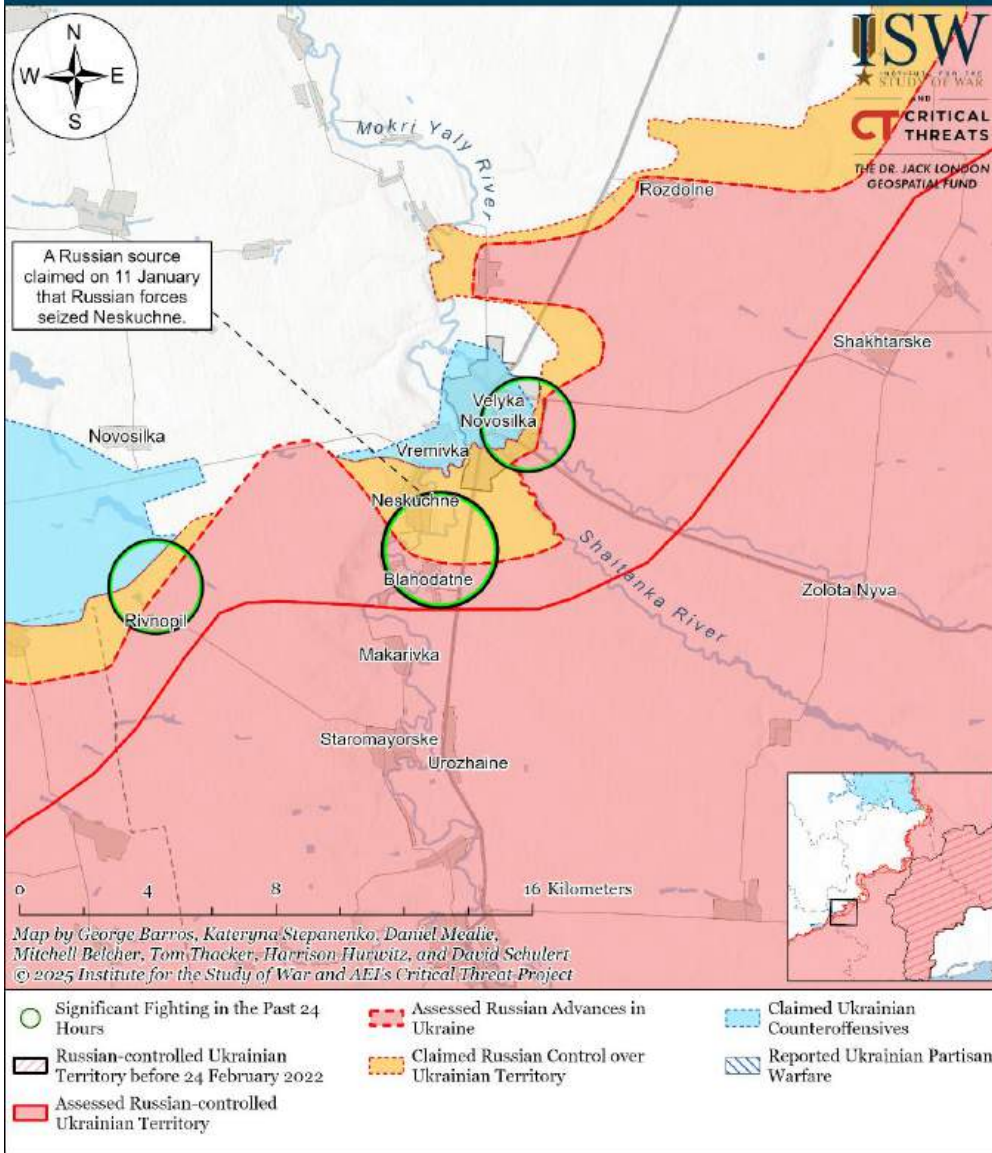 N
W E
S
ISW
INSTITUTE FOR THE
STUDY OF WAR
AND
CT CRITICAL
THREATS
THE DR. JACK LONDON
GEOSPATIAL FUND
Mokri Yaly River
Rozdolne
A Russian source
claimed on 11 January
that Russian forces
seized Neskuchne.
Shakhtarske
Velyka
Novosilka
Novosilka
Vremivka
Neskuchne
Shaitanka River
Blahodatne
Zolota Nyva
Rivnopil
Makarivka
Staromayorske
Urozhaine
0 4 8 16 Kilometers
Map by George Barros, Kateryna Stepanenko, Daniel Mealie,
Mitchell Belcher, Tom Thacker, Harrison Hurwitz, and David Schulert
© 2025 Institute for the Study of War and AEI's Critical Threat Project
Significant Fighting in the Past 24
Hours
Russian-controlled Ukrainian
Territory before 24 February 2022
Assessed Russian-controlled
Ukrainian Territory
Assessed Russian Advances in
Ukraine
Claimed Russian Control over
Ukrainian Territory
Claimed Ukrainian
Counteroffensives
Reported Ukrainian Partisan
Warfare